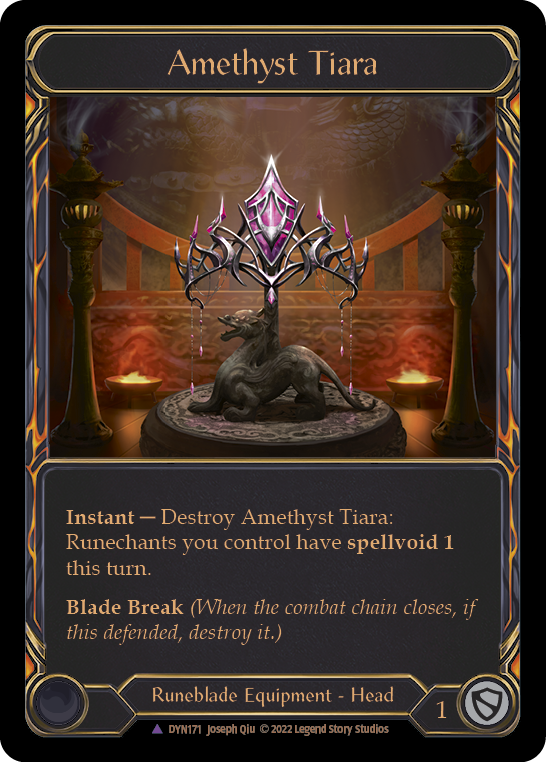 Amethyst Tiara
Instant — Destroy Amethyst Tiara:
Runechants you control have spellvoid 1
this turn.
Blade Break (When the combat chain closes, if
this defended, destroy it.)
Runeblade Equipment - Head
1
DYN171 Joseph Qiu © 2022 Legend Story Studios